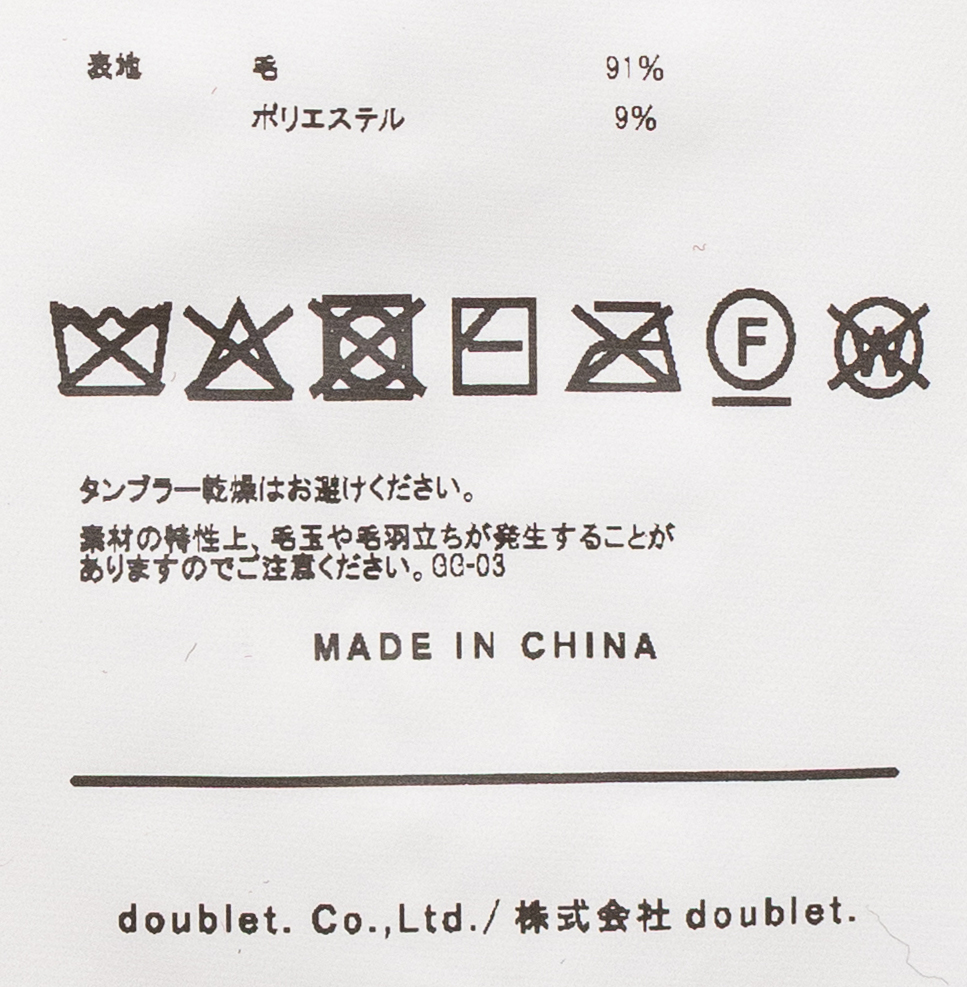 表地 毛 91%
ポリエステル 9%
F
W
タンブラー乾燥はお避けください。
素材の特性上、毛玉や毛羽立ちが発生することが
ありますのでご注意ください。GG-03
MADE IN CHINA
doublet. Co.,Ltd./ 株式会社 doublet.